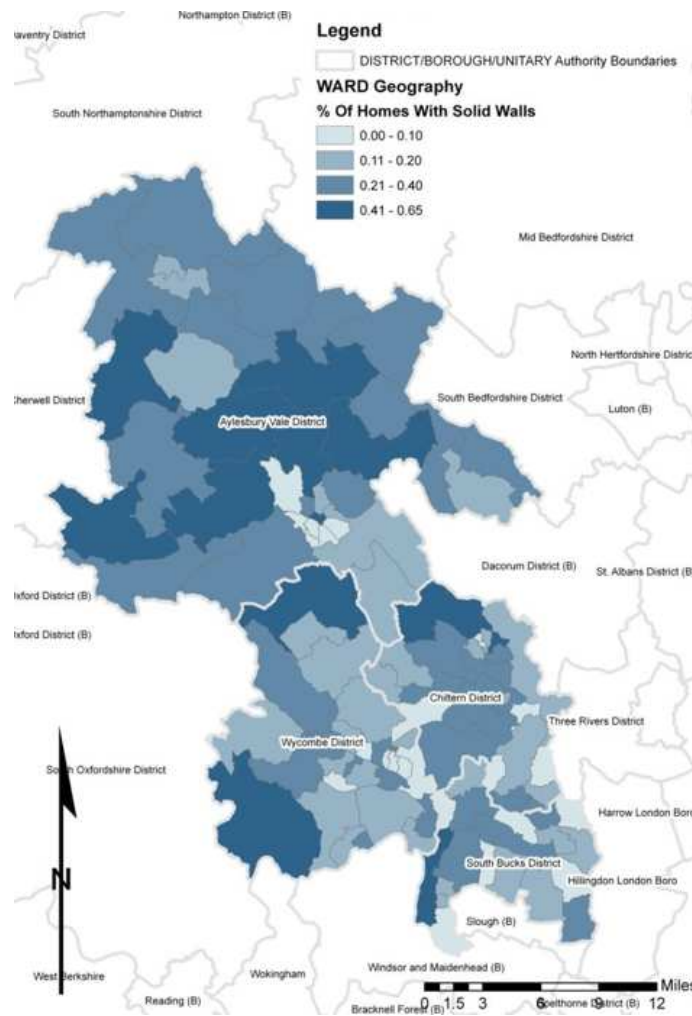 Northampton District (B)
aventry District
Legend
DISTRICT/BOROUGH/UNITARY Authority Boundaries
WARD Geography
% Of Homes With Solid Walls
0.00 - 0.10
0.11 - 0.20
0.21 - 0.40
0.41 - 0.65
South Northamptonshire District
Mid Bedfordshire District
North Hertfordshire Distric
Cherwell District
South Bedfordshire District
Luton (B)
Aylesbury Vale District
Dacorum District (B)
St. Albans District (B
Oxford District (B)
Oxford District (B)
Chiltern District
Three Rivers District
Wycombe District
South Oxfordshire District
Harrow London Boro
South Bucks District
Hillingdon London Boro
N
Slough (B)
West Berkshire
Wokingham
Windsor and Maidenhead (B)
Miles
0 1.5 3 6 9 12
Reading (B)
Bracknell Forest (B)
Spelthorne District (B)